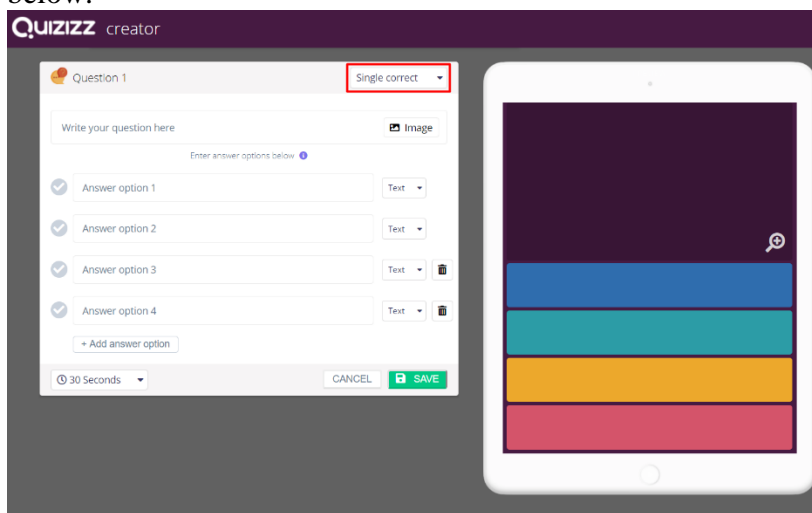 below.
QUIZIZZ creator
Question 1
Single correct
Write your question here
Image
Enter answer options below
Answer option 1
Text
Answer option 2
Text
Answer option 3
Text
Answer option 4
Text
+ Add answer option
30 Seconds
CANCEL
SAVE